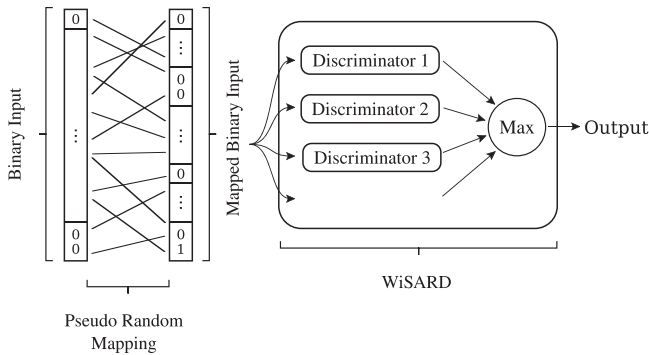 Binary Input
0
...
0
0
0
...
0
0
...
0
...
0
1
Pseudo Random
Mapping
Mapped Binary Input
Discriminator 1
Discriminator 2
Discriminator 3
Max
Output
WiSARD